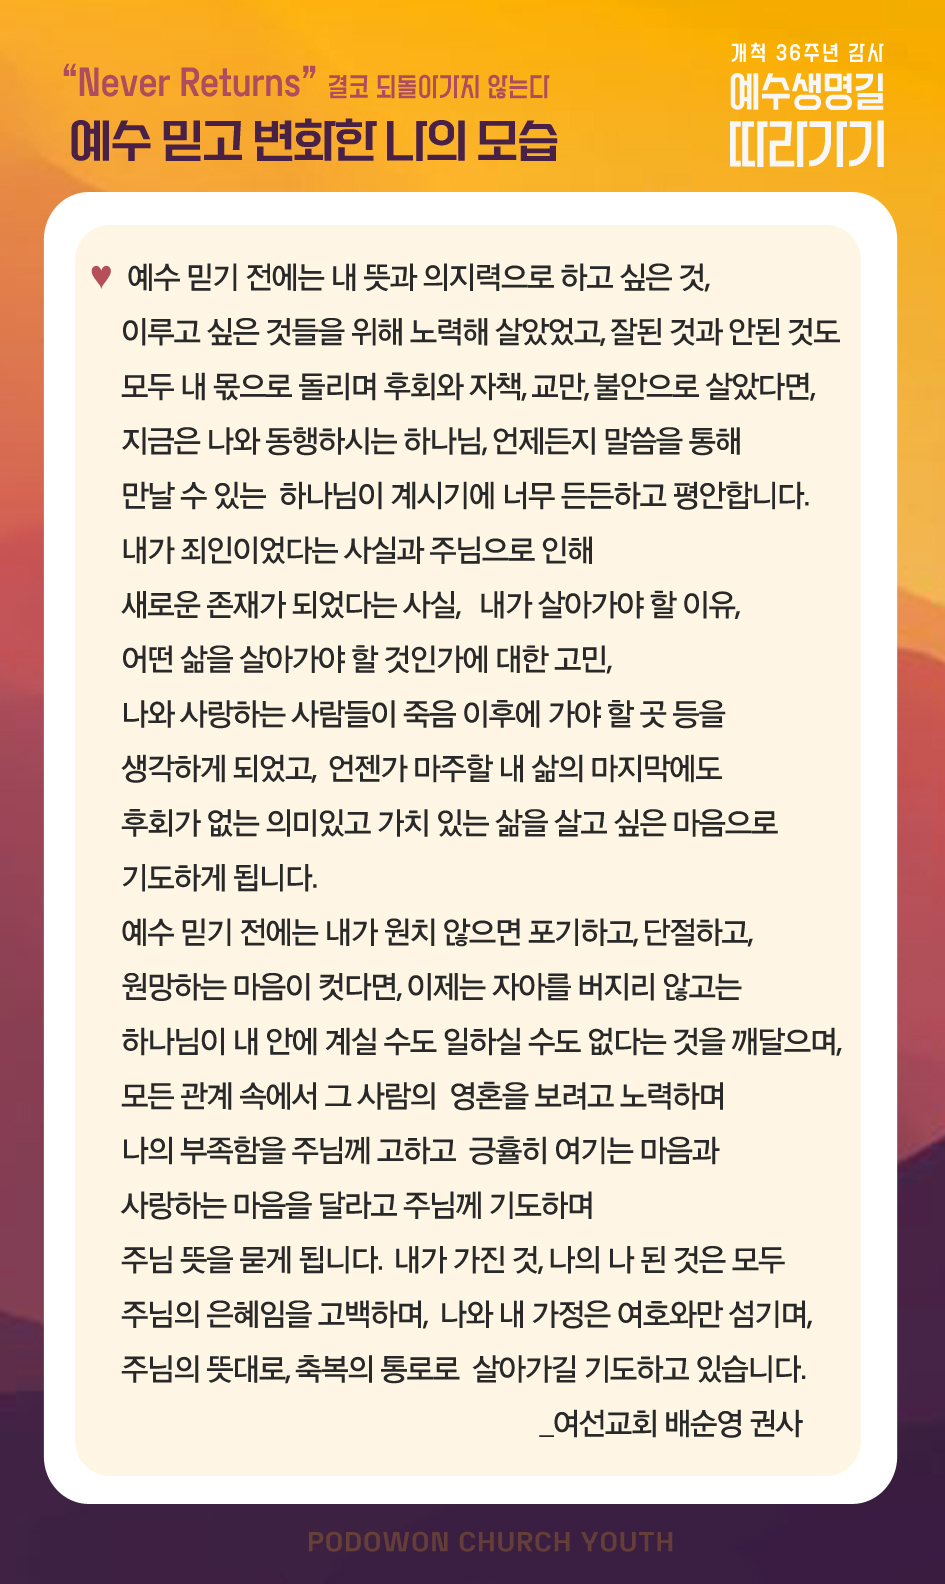 “Never Returns” 결코 되돌아가지 않는다
예수 믿고 변화한 나의 모습
개척 36주년 감사
예수생명길
따라가기
♥ 예수 믿기 전에는 내 뜻과 의지력으로 하고 싶은 것,
이루고 싶은 것들을 위해 노력해 살았었고, 잘된 것과 안된 것도
모두 내 몫으로 돌리며 후회와 자책, 교만, 불안으로 살았다면,
지금은 나와 동행하시는 하나님, 언제든지 말씀을 통해
만날 수 있는 하나님이 계시기에 너무 든든하고 평안합니다.
내가 죄인이었다는 사실과 주님으로 인해
새로운 존재가 되었다는 사실, 내가 살아가야 할 이유,
어떤 삶을 살아가야 할 것인가에 대한 고민,
나와 사랑하는 사람들이 죽음 이후에 가야 할 곳 등을
생각하게 되었고, 언젠가 마주할 내 삶의 마지막에도
후회가 없는 의미있고 가치 있는 삶을 살고 싶은 마음으로
기도하게 됩니다.
예수 믿기 전에는 내가 원치 않으면 포기하고, 단절하고,
원망하는 마음이 컷다면, 이제는 자아를 버지리 않고는
하나님이 내 안에 계실 수도 일하실 수도 없다는 것을 깨달으며,
모든 관계 속에서 그 사람의 영혼을 보려고 노력하며
나의 부족함을 주님께 고하고 긍휼히 여기는 마음과
사랑하는 마음을 달라고 주님께 기도하며
주님 뜻을 묻게 됩니다. 내가 가진 것, 나의 나 된 것은 모두
주님의 은혜임을 고백하며, 나와 내 가정은 여호와만 섬기며,
주님의 뜻대로, 축복의 통로로 살아가길 기도하고 있습니다.
_여선교회 배순영 권사
PODOWON CHURCH YOUTH